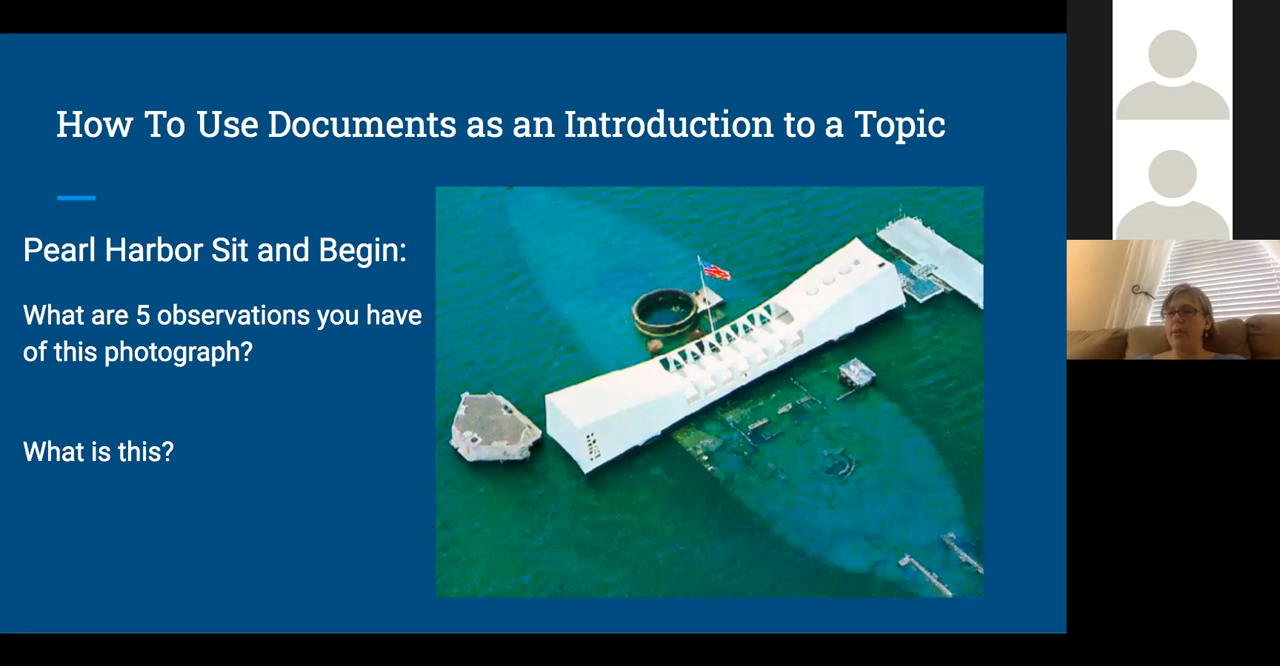 How To Use Documents as an Introduction to a Topic
Pearl Harbor Sit and Begin:
What are 5 observations you have
of this photograph?
What is this?